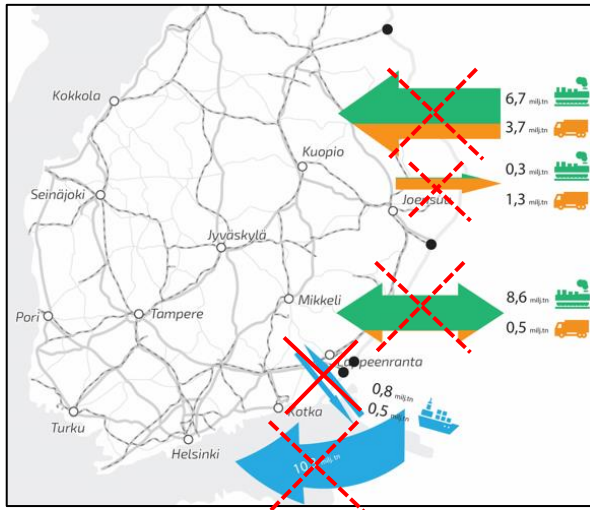 Kokkola
6,7 milj.tn
3,7 milj.tn
Kuopio
0,3 milj.tn
Seinäjoki
1,3 milj.tn
Joensuu
Jyväskylä
Mikkeli
8,6 milj.tn
Pori
Tampere
0,5 milj.tn
Lappeenranta
0,8 milj.tn
0,5 milj.tn
Kotka
Turku
Helsinki
milj.tn